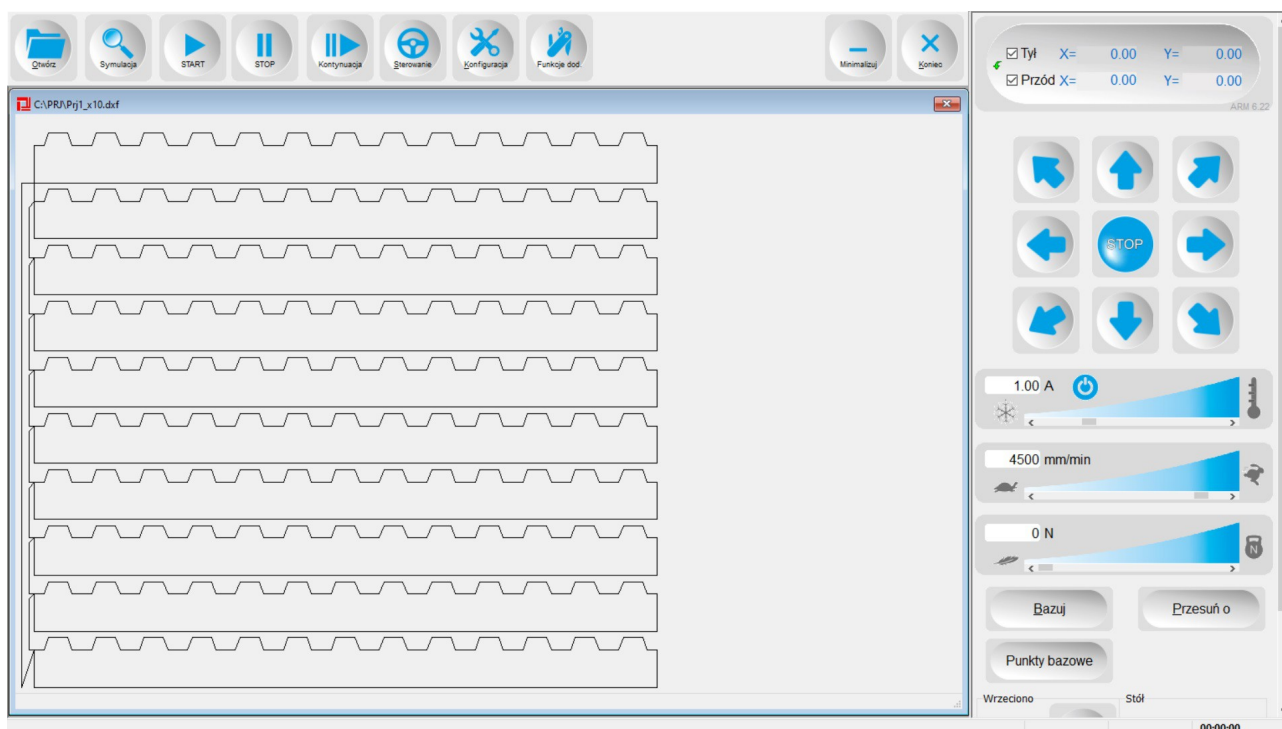 Otwórz
Symulacja
START
STOP
Kontynuacja
Sterowanie
Konfiguracja
Funkcje dod.
Minimalizuj
Koniec
C:\PRJ\Prj1_x10.dxf
Tył X= 0.00 Y= 0.00
Przód X= 0.00 Y= 0.00
ARM 6.22
STOP
1.00 A
4500 mm/min
0 N
N
Bazuj
Przesuń o
Punkty bazowe
Wrzeciono
Stół
00:00:00